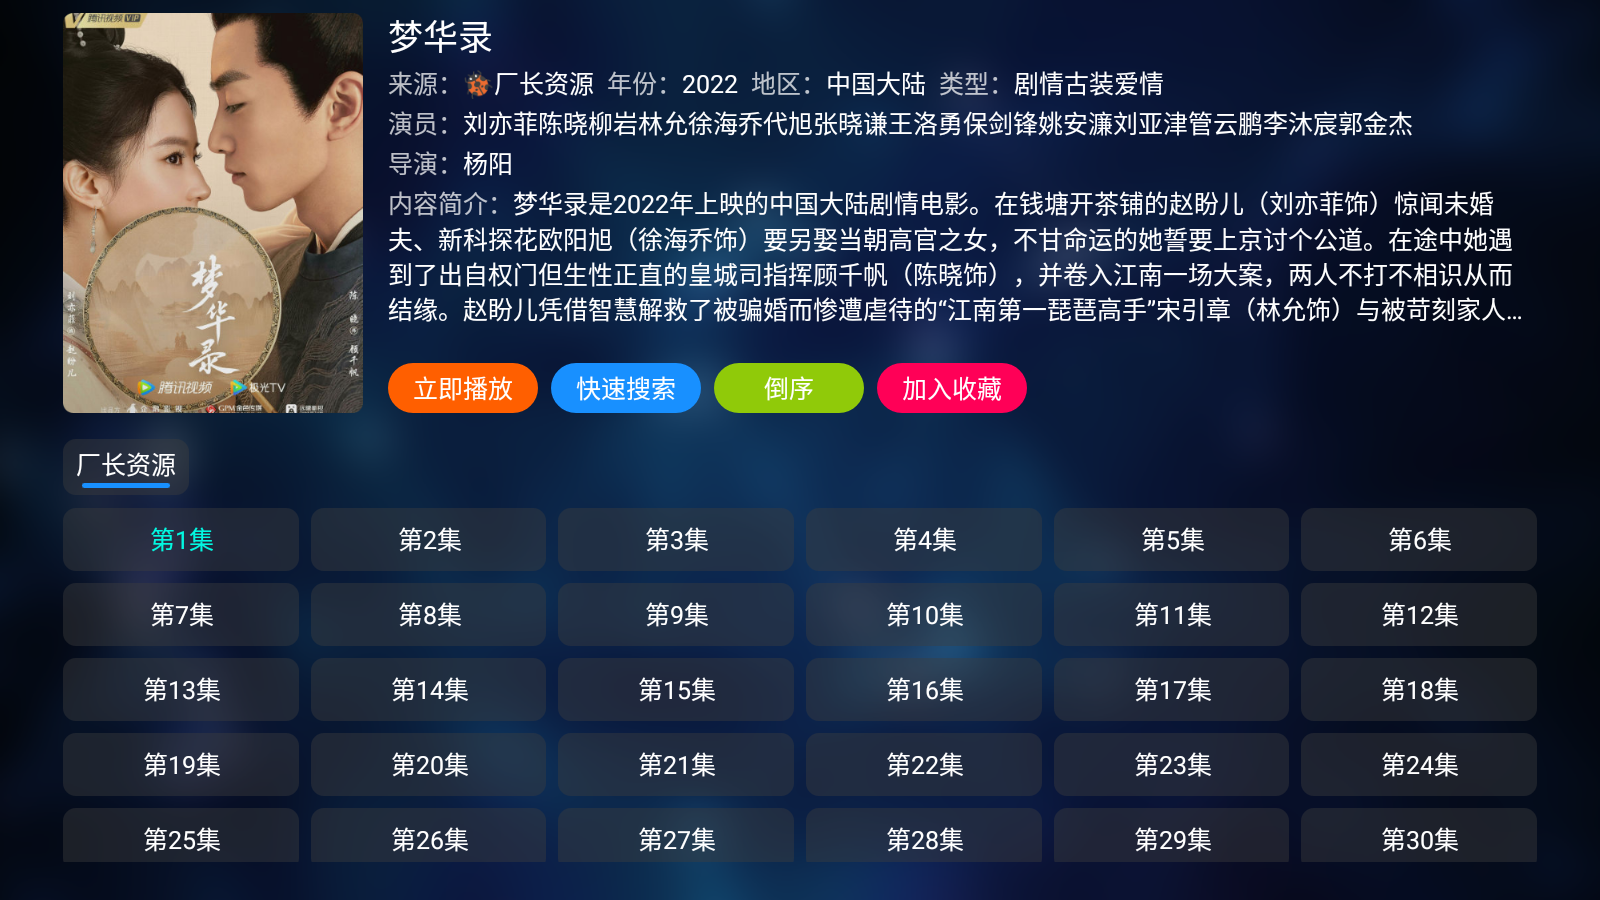 腾讯视频 VIP
梦华录
刘亦菲
赵盼儿
陈晓
顾千帆
腾讯视频 极光TV
梦华录
来源：厂长资源 年份：2022 地区：中国大陆 类型：剧情古装爱情
演员：刘亦菲陈晓柳岩林允徐海乔代旭张晓谦王洛勇保剑锋姚安濂刘亚津管云鹏李沐宸郭金杰
导演：杨阳
内容简介：梦华录是2022年上映的中国大陆剧情电影。在钱塘开茶铺的赵盼儿（刘亦菲饰）惊闻未婚
夫、新科探花欧阳旭（徐海乔饰）要另娶当朝高官之女，不甘命运的她誓要上京讨个公道。在途中她遇
到了出自权门但生性正直的皇城司指挥顾千帆（陈晓饰），并卷入江南一场大案，两人不打不相识从而
结缘。赵盼儿凭借智慧解救了被骗婚而惨遭虐待的“江南第一琵琶高手”宋引章（林允饰）与被苛刻家人...
立即播放 快速搜索 倒序 加入收藏
厂长资源
第1集 第2集 第3集 第4集 第5集 第6集
第7集 第8集 第9集 第10集 第11集 第12集
第13集 第14集 第15集 第16集 第17集 第18集
第19集 第20集 第21集 第22集 第23集 第24集
第25集 第26集 第27集 第28集 第29集 第30集